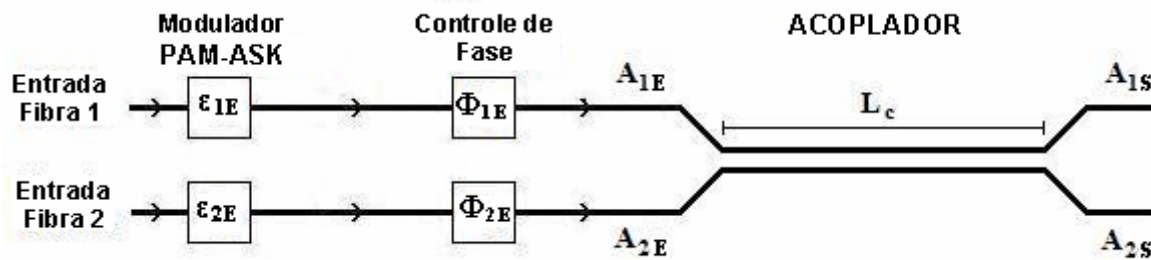 Modulador
PAM-ASK
Controle de
Fase
ACOPLADOR
Entrada
Fibra 1
ε1E
Φ1E
A1E
Lc
A1S
Entrada
Fibra 2
ε2E
Φ2E
A2E
A2S